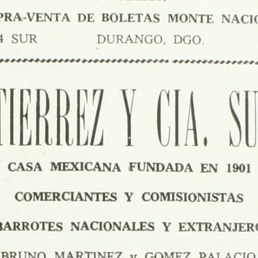 PRA-VENTA DE BOLETAS MONTE NACIO
4 SUR DURANGO, DGO.
TIERREZ Y CIA. SU
CASA MEXICANA FUNDADA EN 1901
COMERCIANTES Y COMISIONISTAS
BARROTES NACIONALES Y EXTRANJERO
BRUNO MARTINEZ y GOMEZ PALACIO